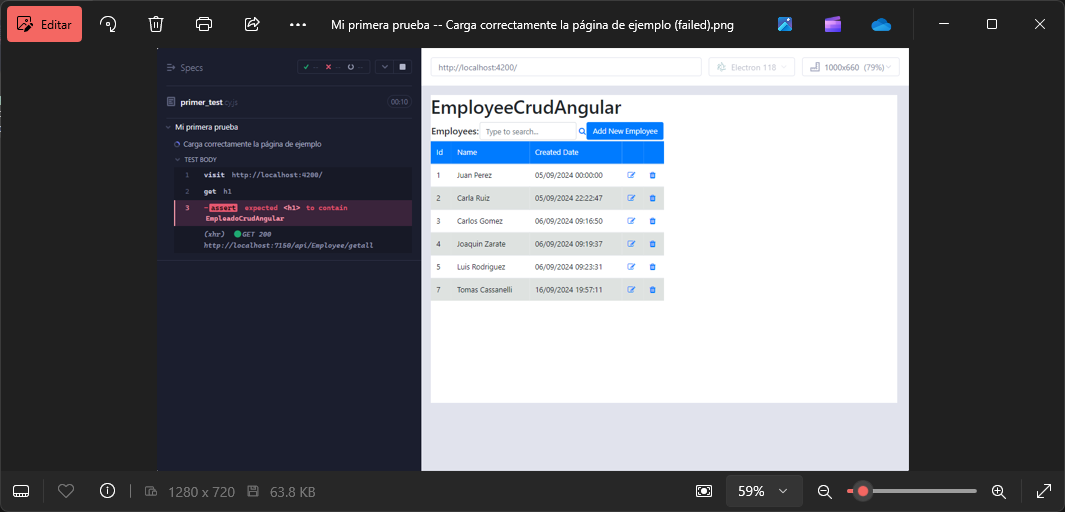 Editar
Mi primera prueba -- Carga correctamente la página de ejemplo (failed).png
Specs
primer_test cy.js 00:10
Mi primera prueba
Carga correctamente la página de ejemplo
TEST BODY
1 visit http://localhost:4200/
2 get h1
3 -assert expected <h1> to contain
EmpleadoCrudAngular
(xhr) GET 200
http://localhost:7150/api/Employee/getall
http://localhost:4200/
Electron 118
1000x660 (79%)
EmployeeCrudAngular
Employees: Type to search... Add New Employee
Id Name Created Date
1 Juan Perez 05/09/2024 00:00:00
2 Carla Ruiz 05/09/2024 22:22:47
3 Carlos Gomez 06/09/2024 09:16:50
4 Joaquin Zarate 06/09/2024 09:19:37
5 Luis Rodriguez 06/09/2024 09:23:31
7 Tomas Cassanelli 16/09/2024 19:57:11
1280 x 720 63.8 KB 59%